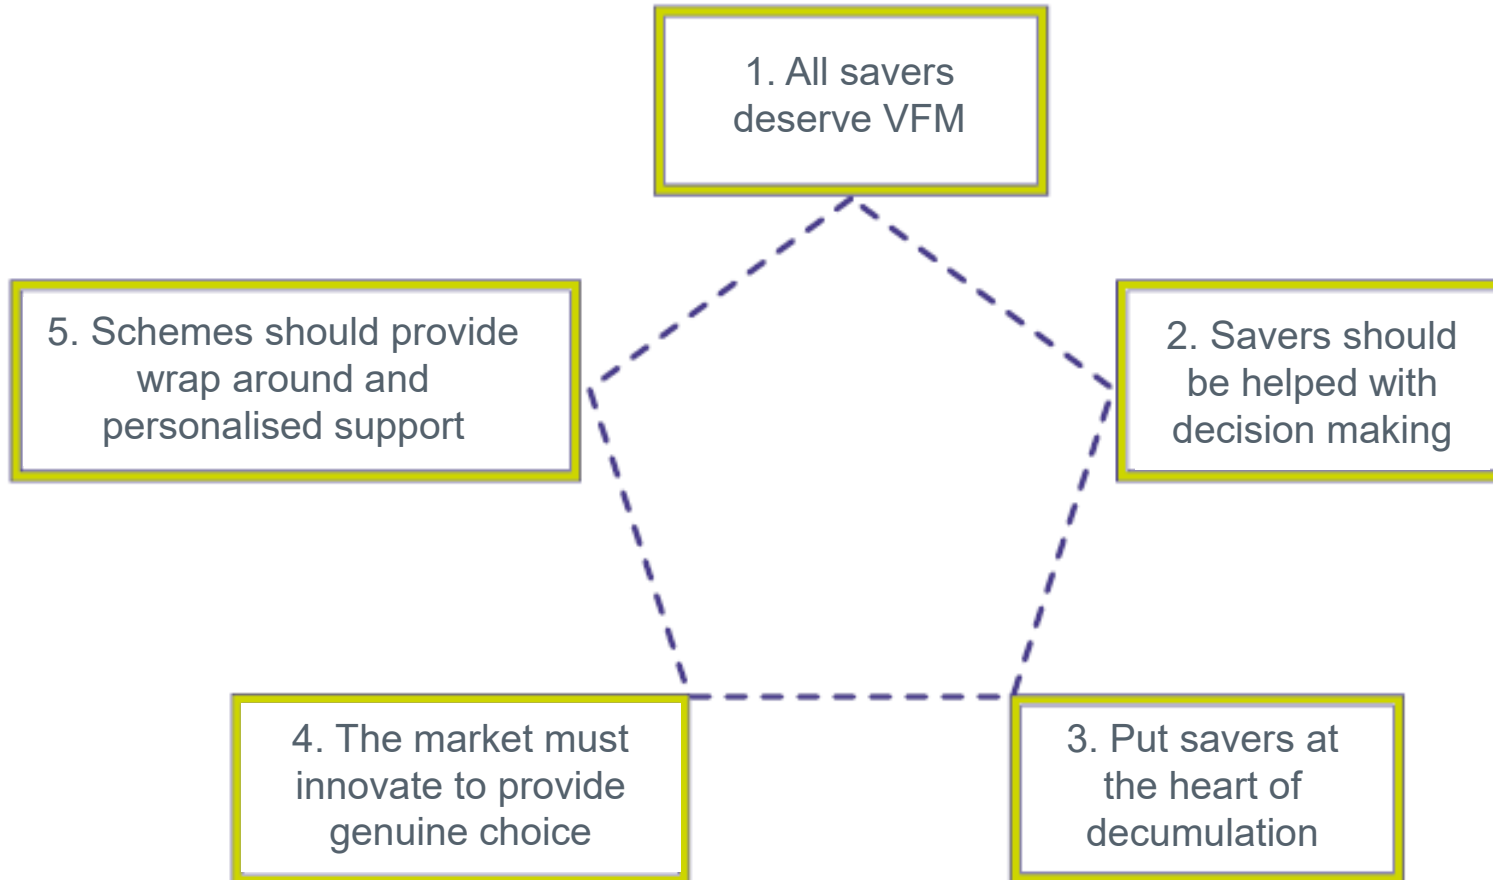 1. All savers
deserve VFM
2. Savers should
be helped with
decision making
3. Put savers at
the heart of
decumulation
4. The market must
innovate to provide
genuine choice
5. Schemes should provide
wrap around and
personalised support